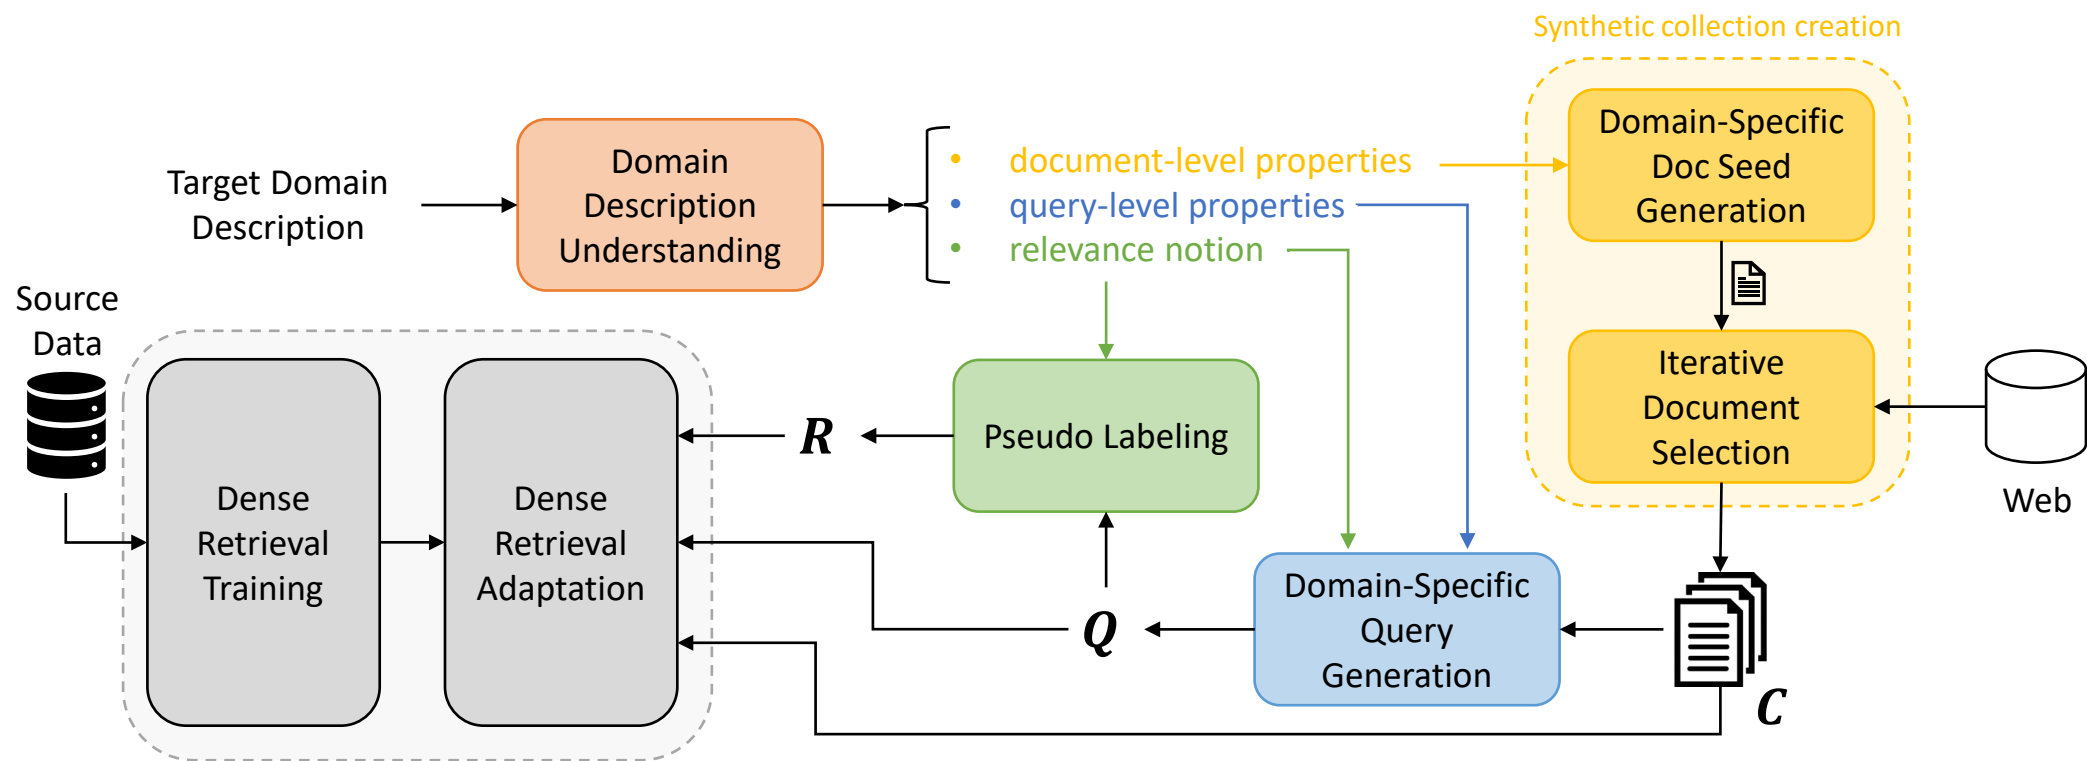 Synthetic collection creation
Domain-Specific
Doc Seed
Generation
Target Domain
Description
Domain
Description
Understanding
• document-level properties
• query-level properties
• relevance notion
Source
Data
Iterative
Document
Selection
Web
Pseudo Labeling
R
Dense
Retrieval
Training
Dense
Retrieval
Adaptation
Q
Domain-Specific
Query
Generation
C